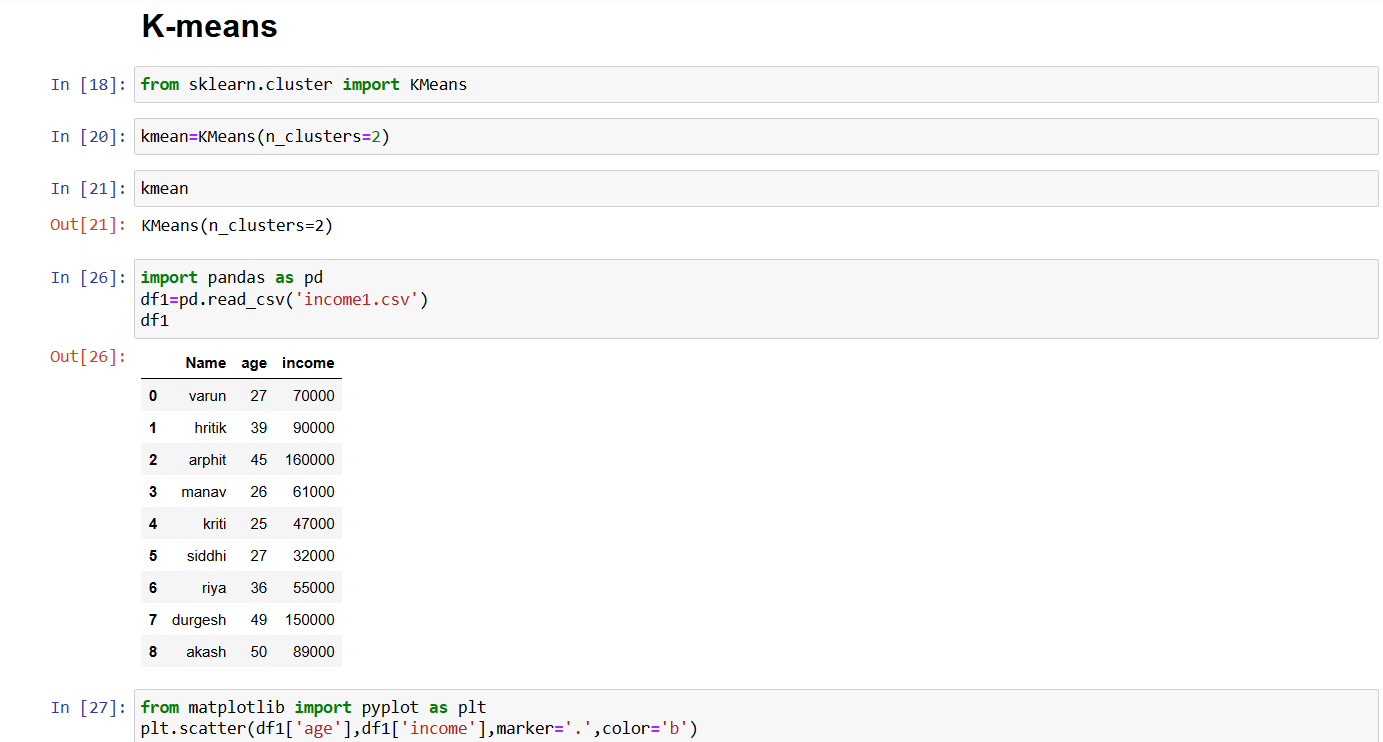 K-means
In [18]: from sklearn.cluster import KMeans
In [20]: kmean=KMeans(n_clusters=2)
In [21]: kmean
Out[21]: KMeans(n_clusters=2)
In [26]: import pandas as pd
df1=pd.read_csv('income1.csv')
df1
Out[26]:
Name age income
0 varun 27 70000
1 hritik 39 90000
2 arphit 45 160000
3 manav 26 61000
4 kriti 25 47000
5 siddhi 27 32000
6 riya 36 55000
7 durgesh 49 150000
8 akash 50 89000
In [27]: from matplotlib import pyplot as plt
plt.scatter(df1['age'],df1['income'],marker='.',color='b')